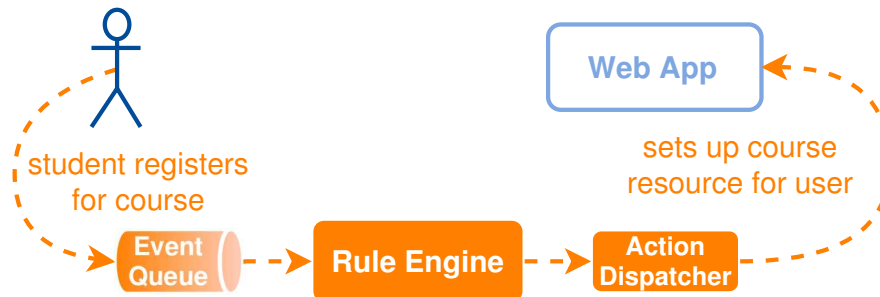 Web App
student registers
for course
sets up course
resource for user
Event
Queue
Rule Engine
Action
Dispatcher